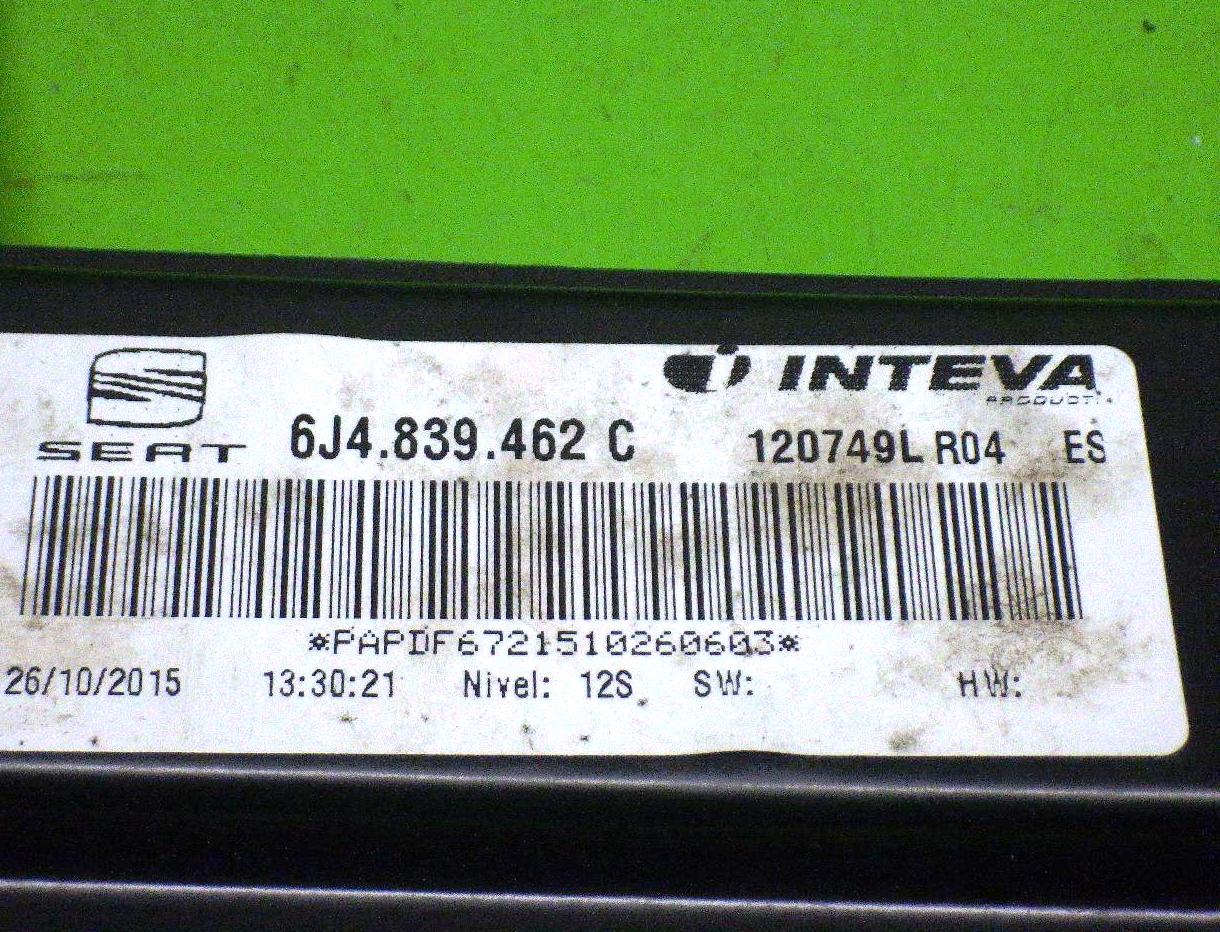 INTEVA
PRODUCTS
SEAT 6J4.839.462 C 120749L R04 ES
*PAPDF6721510260603*
26/10/2015 13:30:21 Nivel: 12S SW: HW: